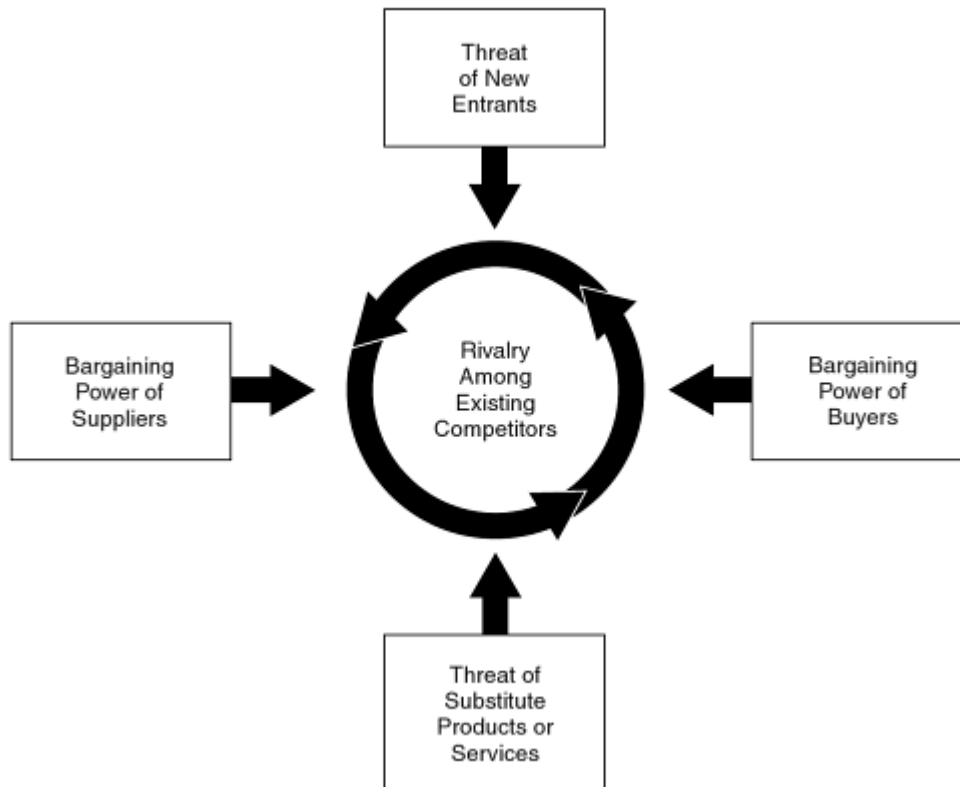 Threat
of New
Entrants
Bargaining
Power of
Suppliers
Rivalry
Among
Existing
Competitors
Bargaining
Power of
Buyers
Threat of
Substitute
Products or
Services